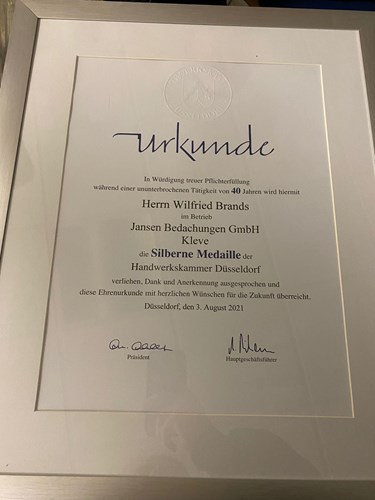 Urkunde
In Würdigung treuer Pflichterfüllung
während einer ununterbrochenen Tätigkeit von 40 Jahren wird hiermit
Herrn Wilfried Brands
im Betrieb
Jansen Bedachungen GmbH
Kleve
die Silberne Medaille der
Handwerkskammer Düsseldorf
verliehen, Dank und Anerkennung ausgesprochen und
diese Ehrenurkunde mit herzlichen Wünschen für die Zukunft überreicht.
Düsseldorf, den 3. August 2021
Präsident
Hauptgeschäftsführer